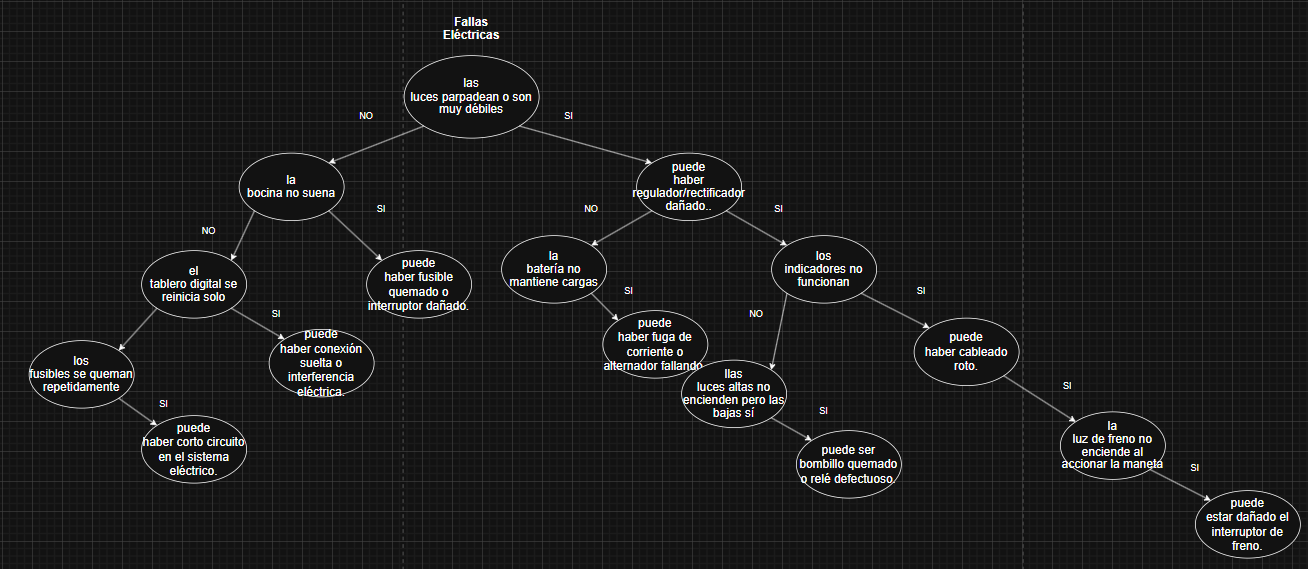 Fallas
Eléctricas
las
luces parpadean o son
muy débiles
NO
SI
la
bocina no suena
puede
haber
regulador/rectificador
dañado..
NO
SI
NO
SI
el
tablero digital se
reinicia solo
puede
haber fusible
quemado o
interruptor dañado.
la
batería no
mantiene cargas
los
indicadores no
funcionan
SI
SI
NO
SI
los
fusibles se queman
repetidamente
puede
haber conexión
suelta o
interferencia
eléctrica.
puede
haber fuga de
corriente o
alternador fallando
llas
luces altas no
encienden pero las
bajas sí
puede
haber cableado
roto.
SI
SI
SI
puede
haber corto circuito
en el sistema
eléctrico.
puede ser
bombillo quemado
o relé defectuoso.
la
luz de freno no
enciende al
accionar la maneta
SI
puede
estar dañado el
interruptor de
freno.